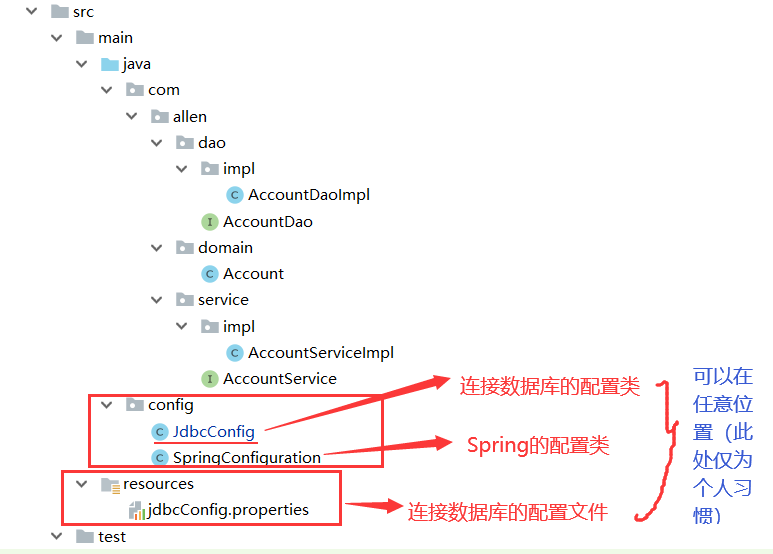 src
main
java
com
allen
dao
impl
AccountDaoImpl
AccountDao
domain
Account
service
impl
AccountServiceImpl
AccountService
config
JdbcConfig
SpringConfiguration
resources
jdbcConfig.properties
test
连接数据库的配置类
Spring的配置类
连接数据库的配置文件
可以在
任意位
置（此
处仅为
个人习
惯）